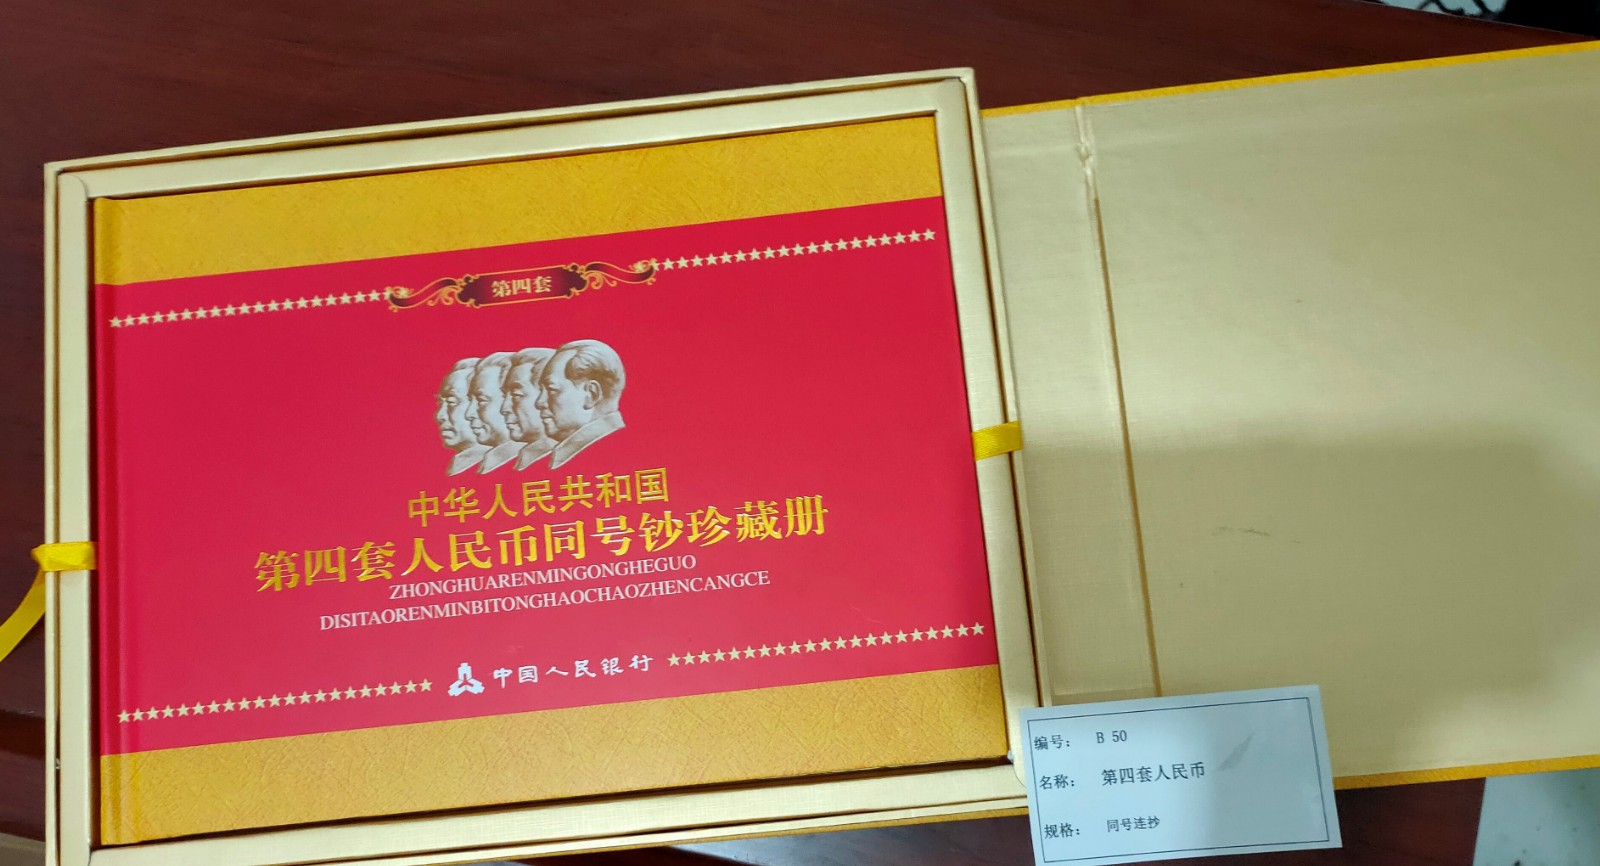 第四套
中华人民共和国
第四套人民币同号钞珍藏册
ZHONGHUARENMINGONGHEGUO
DISITAORENMINBITONGHAOCHAOZHENCANGCE
中国人民银行
编号： B 50
名称： 第四套人民币
规格： 同号连抄